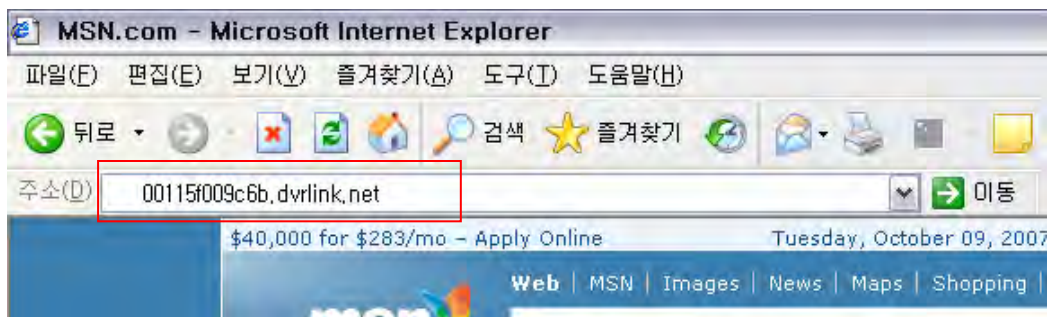 MSN.com - Microsoft Internet Explorer
파일(F) 편집(E) 보기(V) 즐겨찾기(A) 도구(T) 도움말(H)
뒤로 검색 즐겨찾기
주소(D) 00115f009c6b.dvrlink.net 이동
$40,000 for $283/mo - Apply Online Tuesday, October 09, 2007
Web | MSN | Images | News | Maps | Shopping |
msn